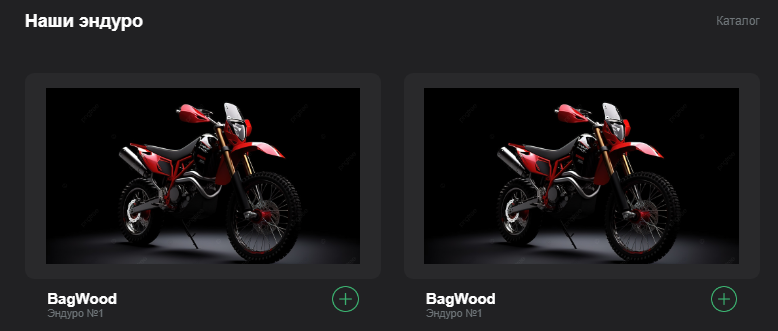 Наши эндуро
Каталог
BagWood
Эндуро №1
BagWood
Эндуро №1